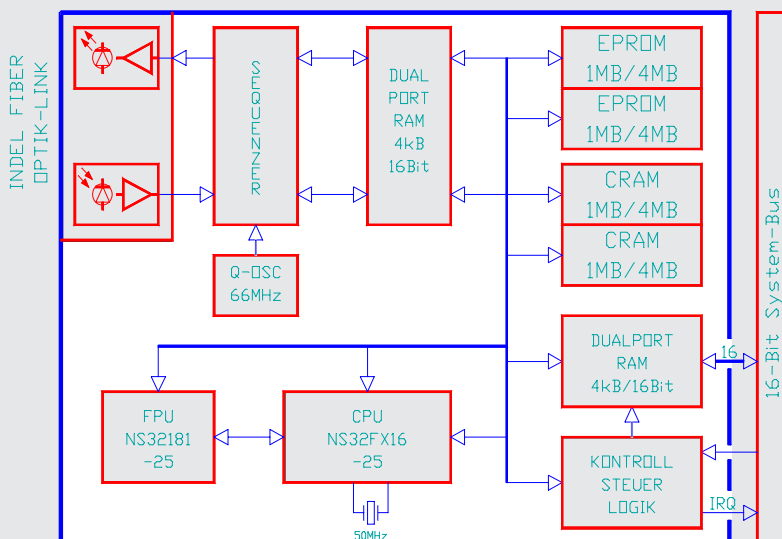 INDEL FIBER
OPTIK-LINK
SEQUENZER
DUAL
PORT
RAM
4kB
16Bit
EPROM
1MB/4MB
EPROM
1MB/4MB
CRAM
1MB/4MB
CRAM
1MB/4MB
Q-OSC
66MHz
16-Bit System-Bus
DUALPORT
RAM
4kB/16Bit
16
FPU
NS32181
-25
CPU
NS32FX16
-25
50MHz
KONTROLL
STEUER
LOGIK
IRQ